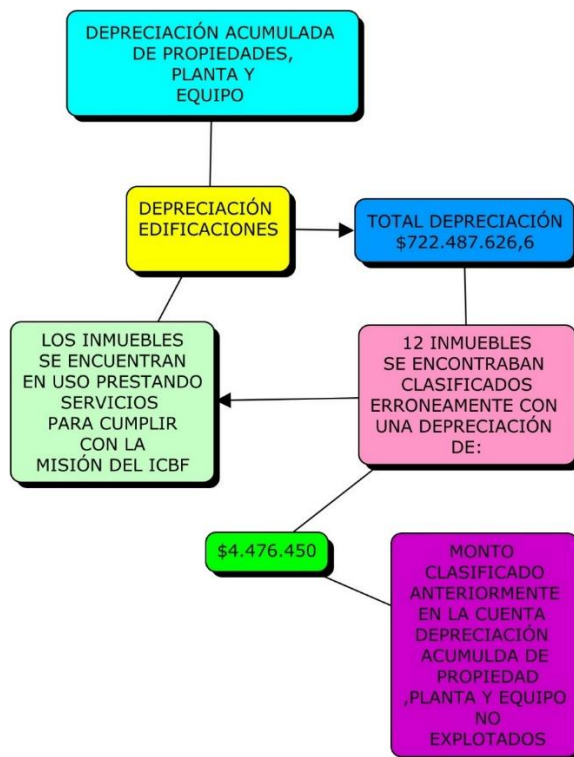 DEPRECIACIÓN ACUMULADA
DE PROPIEDADES,
PLANTA Y
EQUIPO
DEPRECIACIÓN
EDIFICACIONES
TOTAL DEPRECIACIÓN
$722.487.626,6
LOS INMUEBLES
SE ENCUENTRAN
EN USO PRESTANDO
SERVICIOS
PARA CUMPLIR
CON LA
MISIÓN DEL ICBF
12 INMUEBLES
SE ENCONTRABAN
CLASIFICADOS
ERRONEAMENTE CON
UNA DEPRECIACIÓN
DE:
$4.476.450
MONTO
CLASIFICADO
ANTERIORMENTE
EN LA CUENTA
DEPRECIACIÓN
ACUMULDA DE
PROPIEDAD
,PLANTA Y EQUIPO
NO
EXPLOTADOS